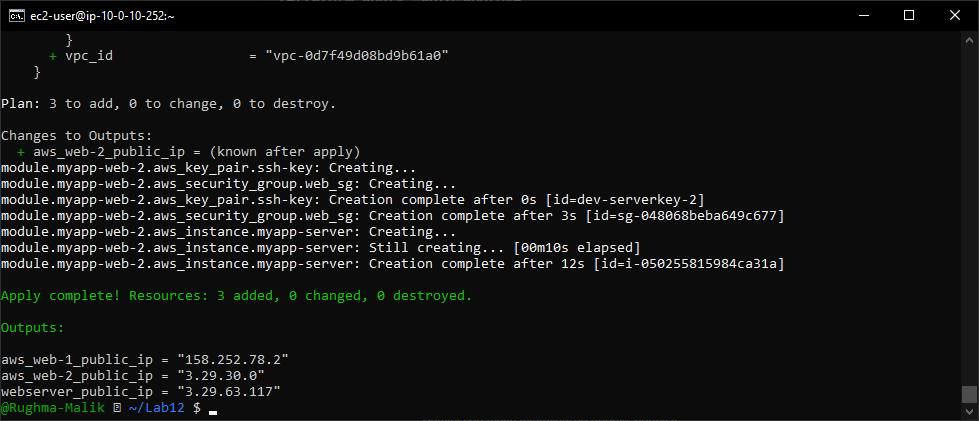 ec2-user@ip-10-0-10-252:~
}
+ vpc_id = "vpc-0d7f49d08bd9b61a0"
}
Plan: 3 to add, 0 to change, 0 to destroy.
Changes to Outputs:
+ aws_web-2_public_ip = (known after apply)
module.myapp-web-2.aws_key_pair.ssh-key: Creating...
module.myapp-web-2.aws_security_group.web_sg: Creating...
module.myapp-web-2.aws_key_pair.ssh-key: Creation complete after 0s [id=dev-serverkey-2]
module.myapp-web-2.aws_security_group.web_sg: Creation complete after 3s [id=sg-048068beba649c677]
module.myapp-web-2.aws_instance.myapp-server: Creating...
module.myapp-web-2.aws_instance.myapp-server: Still creating... [00m10s elapsed]
module.myapp-web-2.aws_instance.myapp-server: Creation complete after 12s [id=i-050255815984ca31a]
Apply complete! Resources: 3 added, 0 changed, 0 destroyed.
Outputs:
aws_web-1_public_ip = "158.252.78.2"
aws_web-2_public_ip = "3.29.30.0"
webserver_public_ip = "3.29.63.117"
@Rughma-Malik ~/Lab12 $